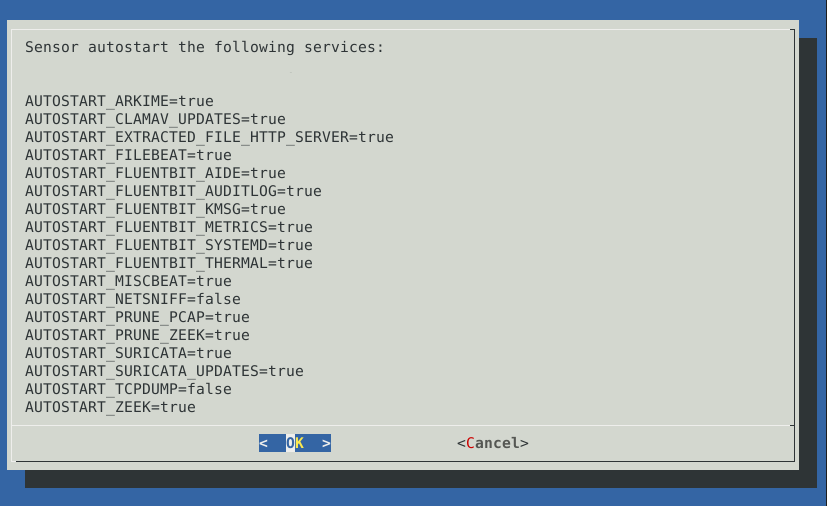 Sensor autostart the following services:
AUTOSTART_ARKIME=true
AUTOSTART_CLAMAV_UPDATES=true
AUTOSTART_EXTRACTED_FILE_HTTP_SERVER=true
AUTOSTART_FILEBEAT=true
AUTOSTART_FLUENTBIT_AIDE=true
AUTOSTART_FLUENTBIT_AUDITLOG=true
AUTOSTART_FLUENTBIT_KMSG=true
AUTOSTART_FLUENTBIT_METRICS=true
AUTOSTART_FLUENTBIT_SYSTEMD=true
AUTOSTART_FLUENTBIT_THERMAL=true
AUTOSTART_MISCBEAT=true
AUTOSTART_NETSNIFF=false
AUTOSTART_PRUNE_PCAP=true
AUTOSTART_PRUNE_ZEEK=true
AUTOSTART_SURICATA=true
AUTOSTART_SURICATA_UPDATES=true
AUTOSTART_TCPDUMP=false
AUTOSTART_ZEEK=true
<  OK  > <Cancel>